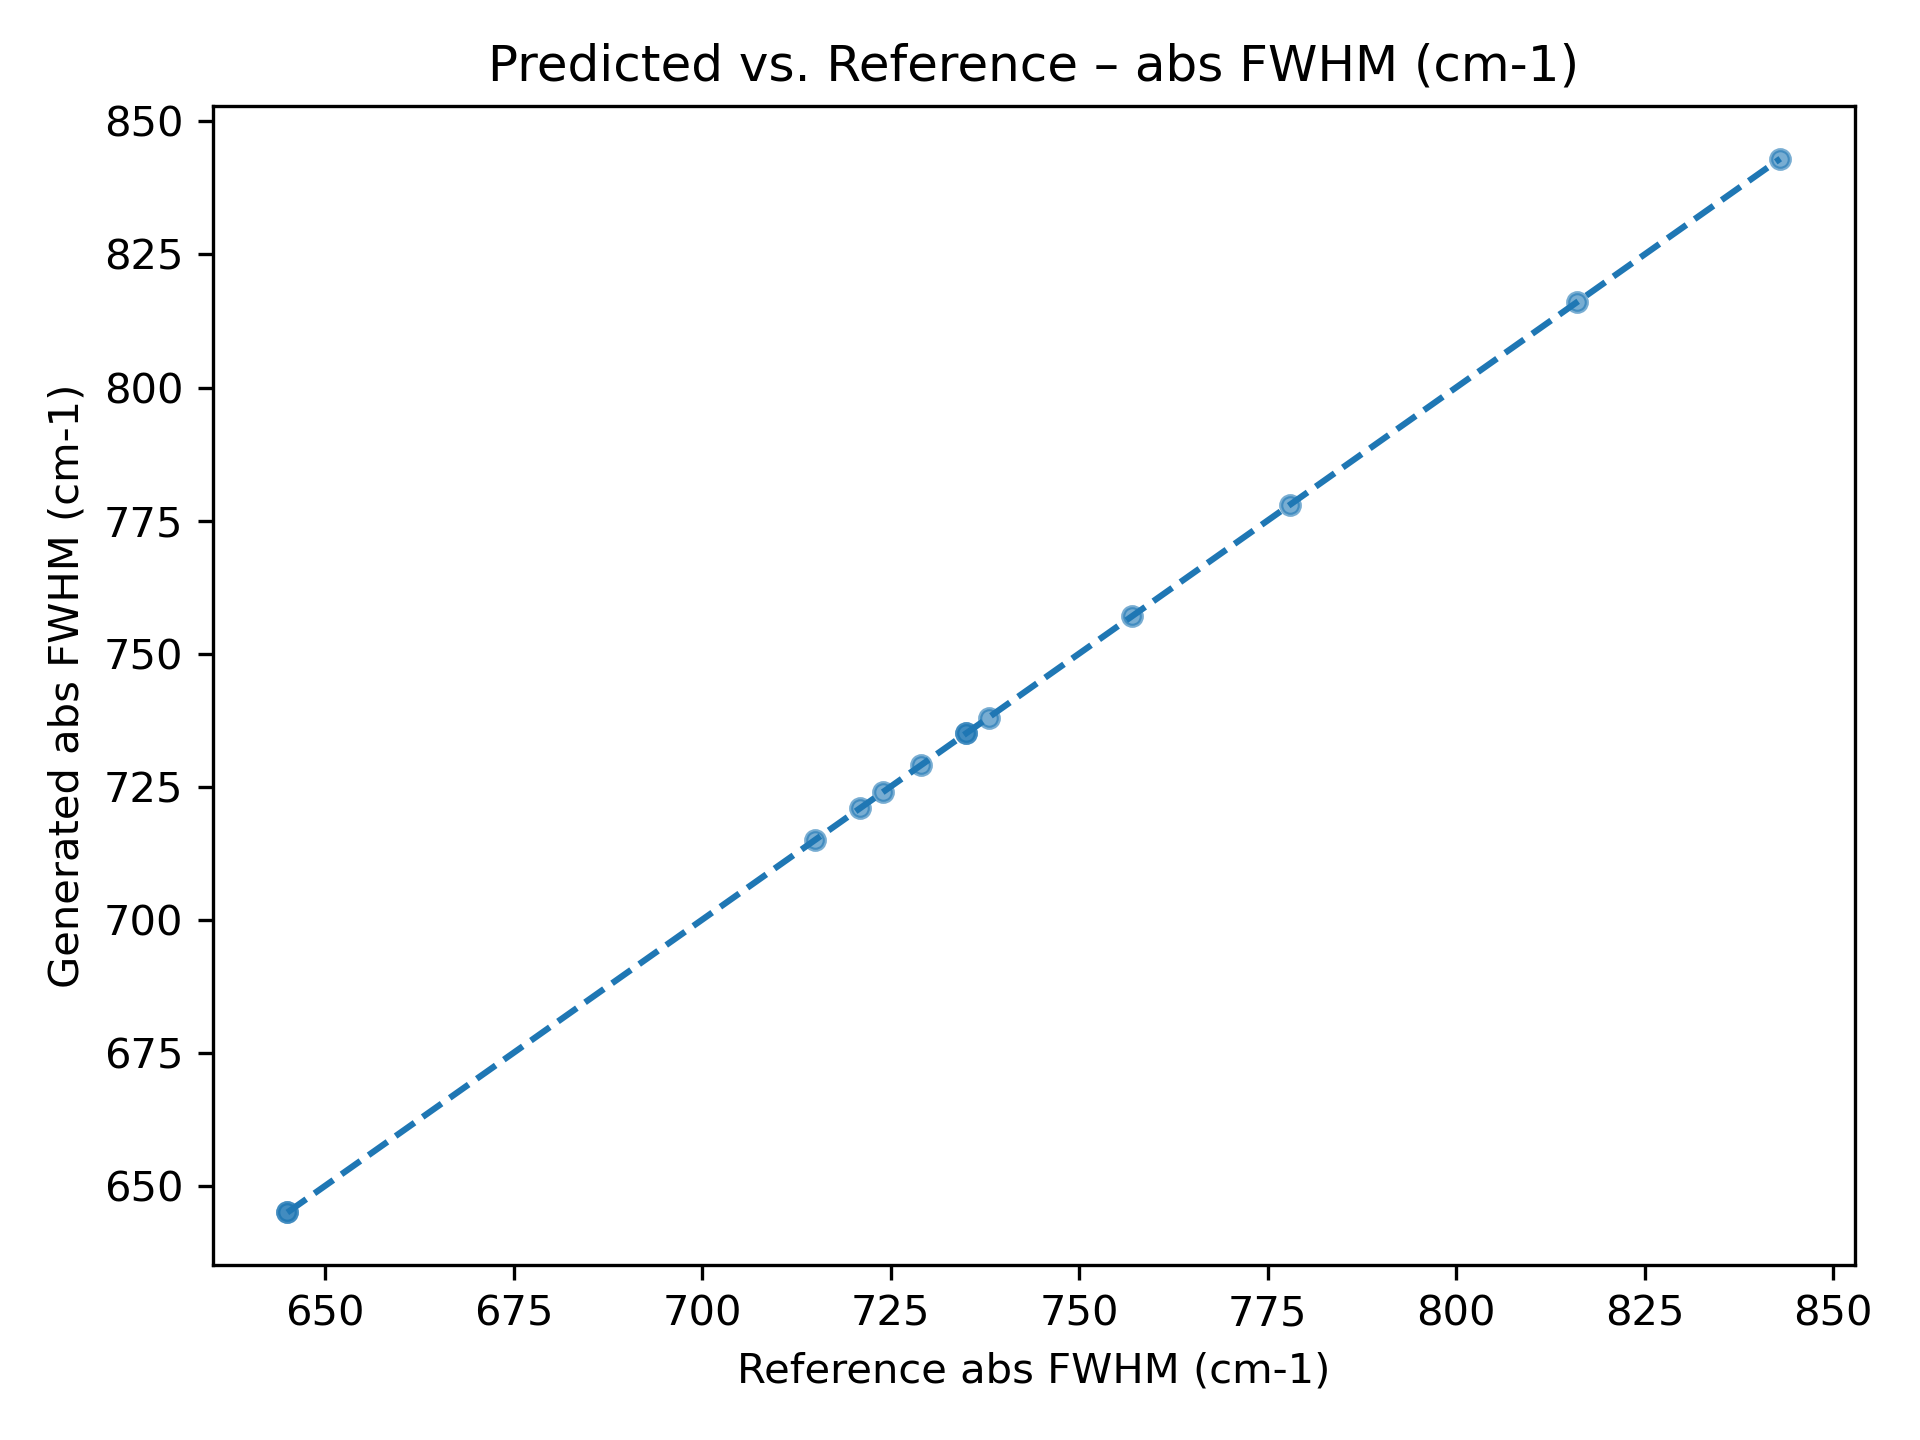 Predicted vs. Reference – abs FWHM (cm-1)
850
825
800
775
750
725
700
675
650
Generated abs FWHM (cm-1)
650 675 700 725 750 775 800 825 850
Reference abs FWHM (cm-1)